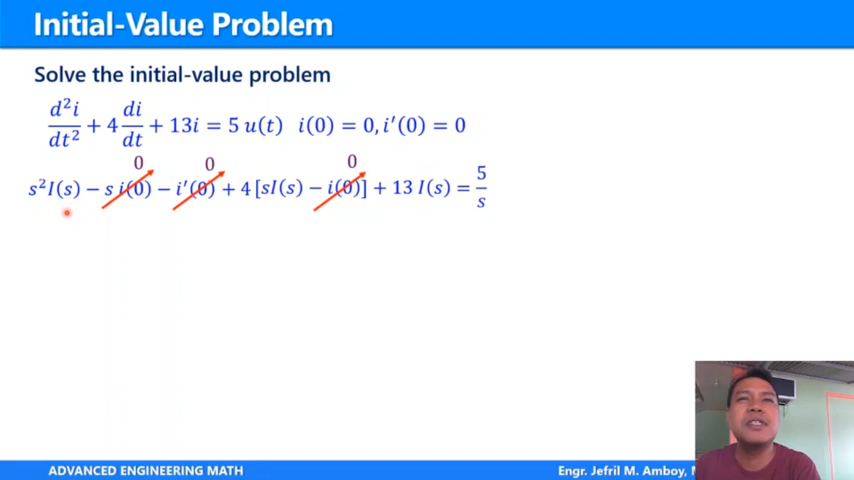 Initial-Value Problem
Solve the initial-value problem
d²i/dt² + 4 di/dt + 13i = 5 u(t) i(0) = 0, i′(0) = 0
0 0 0
s²I(s) − s i(0) − i′(0) + 4 [sI(s) − i(0)] + 13 I(s) = 5/s
ADVANCED ENGINEERING MATH Engr. Jefril M. Amboy,